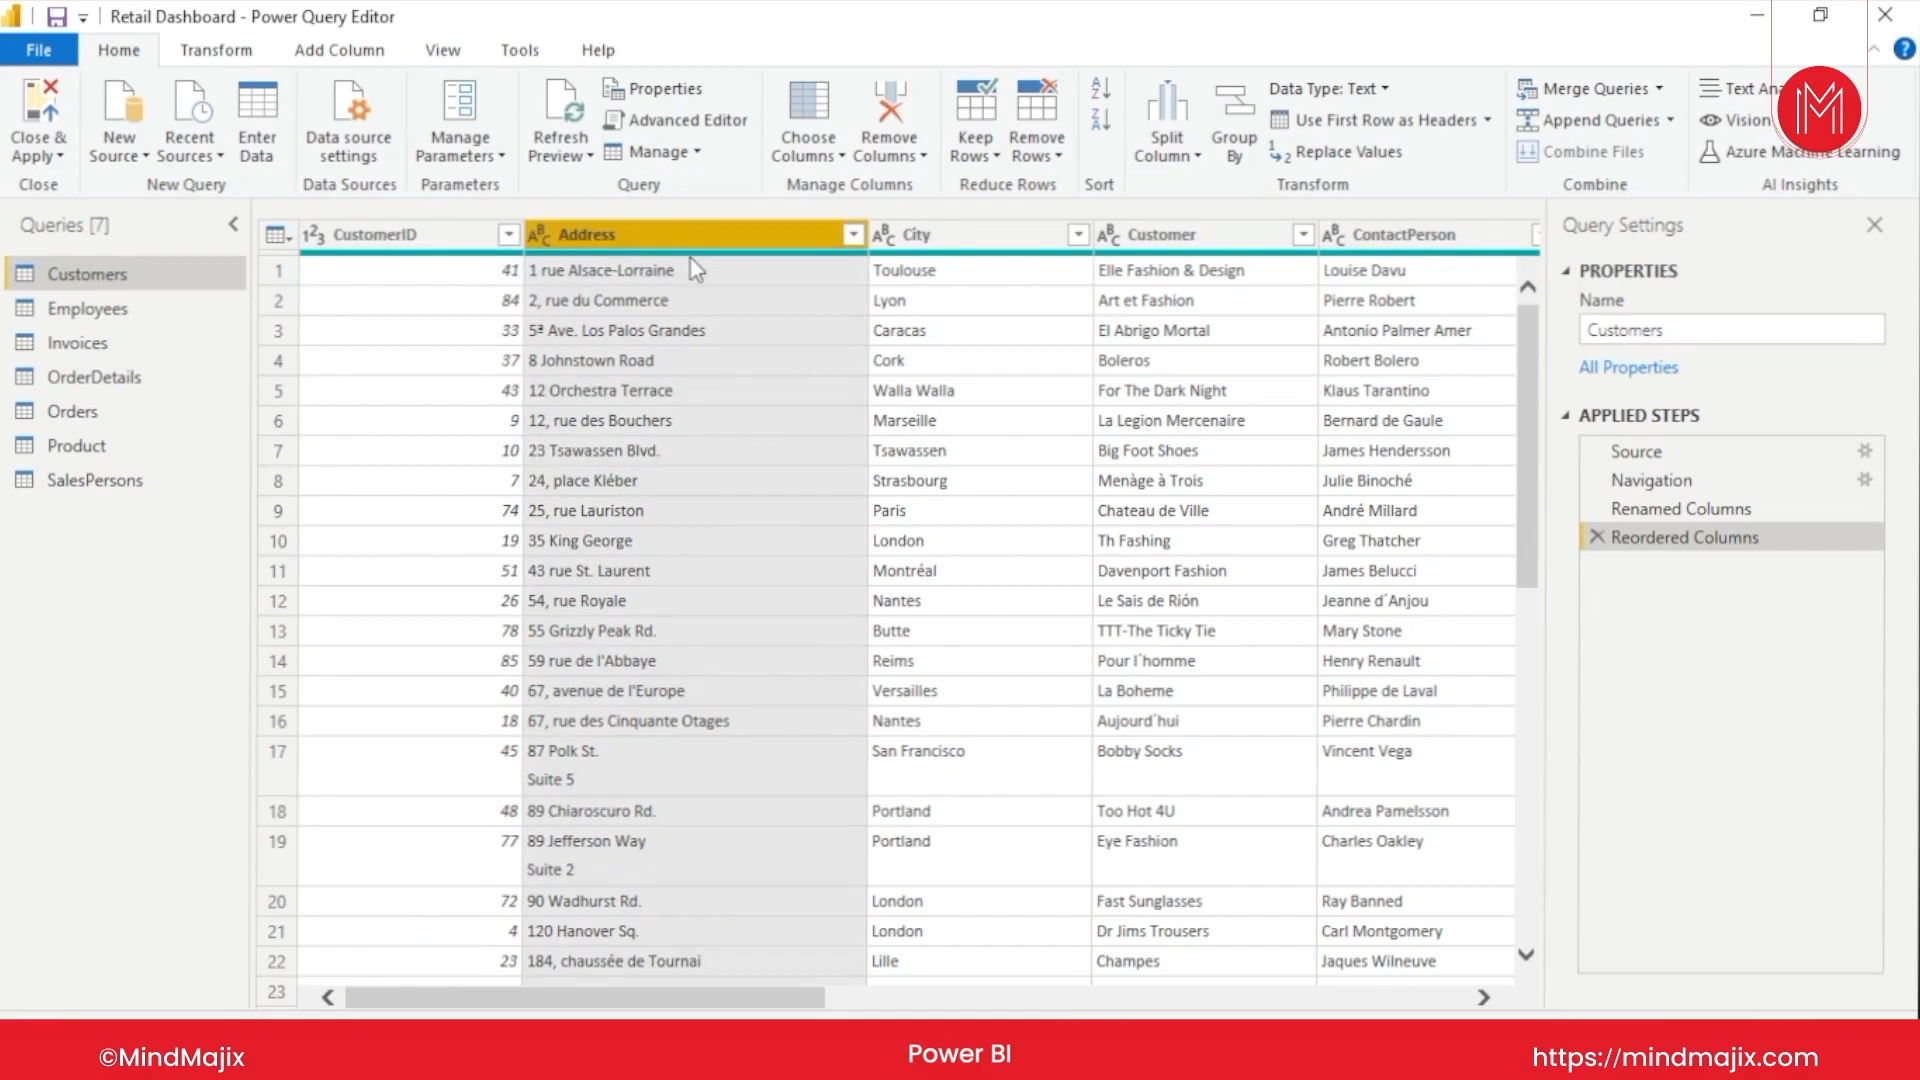 Retail Dashboard - Power Query Editor
File Home Transform Add Column View Tools Help
Close & Apply
New Source
Recent Sources
Enter Data
Data source settings
Manage Parameters
Refresh Preview
Properties
Advanced Editor
Manage
Choose Columns
Remove Columns
Keep Rows
Remove Rows
Split Column
Group By
Data Type: Text
Use First Row as Headers
Replace Values
Merge Queries
Append Queries
Combine Files
Text Ana
Vision
Azure Machine Learning
Close New Query Data Sources Parameters Query Manage Columns Reduce Rows Sort Transform Combine AI Insights
Queries [7]
Customers
Employees
Invoices
OrderDetails
Orders
Product
SalesPersons
CustomerID Address City Customer ContactPerson
1 41 1 rue Alsace-Lorraine Toulouse Elle Fashion & Design Louise Davu
2 84 2, rue du Commerce Lyon Art et Fashion Pierre Robert
3 33 5ª Ave. Los Palos Grandes Caracas El Abrigo Mortal Antonio Palmer Amer
4 37 8 Johnstown Road Cork Boleros Robert Bolero
5 43 12 Orchestra Terrace Walla Walla For The Dark Night Klaus Tarantino
6 9 12, rue des Bouchers Marseille La Legion Mercenaire Bernard de Gaule
7 10 23 Tsawassen Blvd. Tsawassen Big Foot Shoes James Hendersson
8 7 24, place Kléber Strasbourg Menàge à Trois Julie Binoché
9 74 25, rue Lauriston Paris Chateau de Ville André Millard
10 19 35 King George London Th Fashing Greg Thatcher
11 51 43 rue St. Laurent Montréal Davenport Fashion James Belucci
12 26 54, rue Royale Nantes Le Sais de Rión Jeanne d´Anjou
13 78 55 Grizzly Peak Rd. Butte TTT-The Ticky Tie Mary Stone
14 85 59 rue de l'Abbaye Reims Pour l´homme Henry Renault
15 40 67, avenue de l'Europe Versailles La Boheme Philippe de Laval
16 18 67, rue des Cinquante Otages Nantes Aujourd´hui Pierre Chardin
17 45 87 Polk St. San Francisco Bobby Socks Vincent Vega
Suite 5
18 48 89 Chiaroscuro Rd. Portland Too Hot 4U Andrea Pamelsson
19 77 89 Jefferson Way Portland Eye Fashion Charles Oakley
Suite 2
20 72 90 Wadhurst Rd. London Fast Sunglasses Ray Banned
21 4 120 Hanover Sq. London Dr Jims Trousers Carl Montgomery
22 23 184, chaussée de Tournai Lille Champes Jaques Wilneuve
23
Query Settings
PROPERTIES
Name
Customers
All Properties
APPLIED STEPS
Source
Navigation
Renamed Columns
Reordered Columns
©MindMajix Power BI https://mindmajix.com